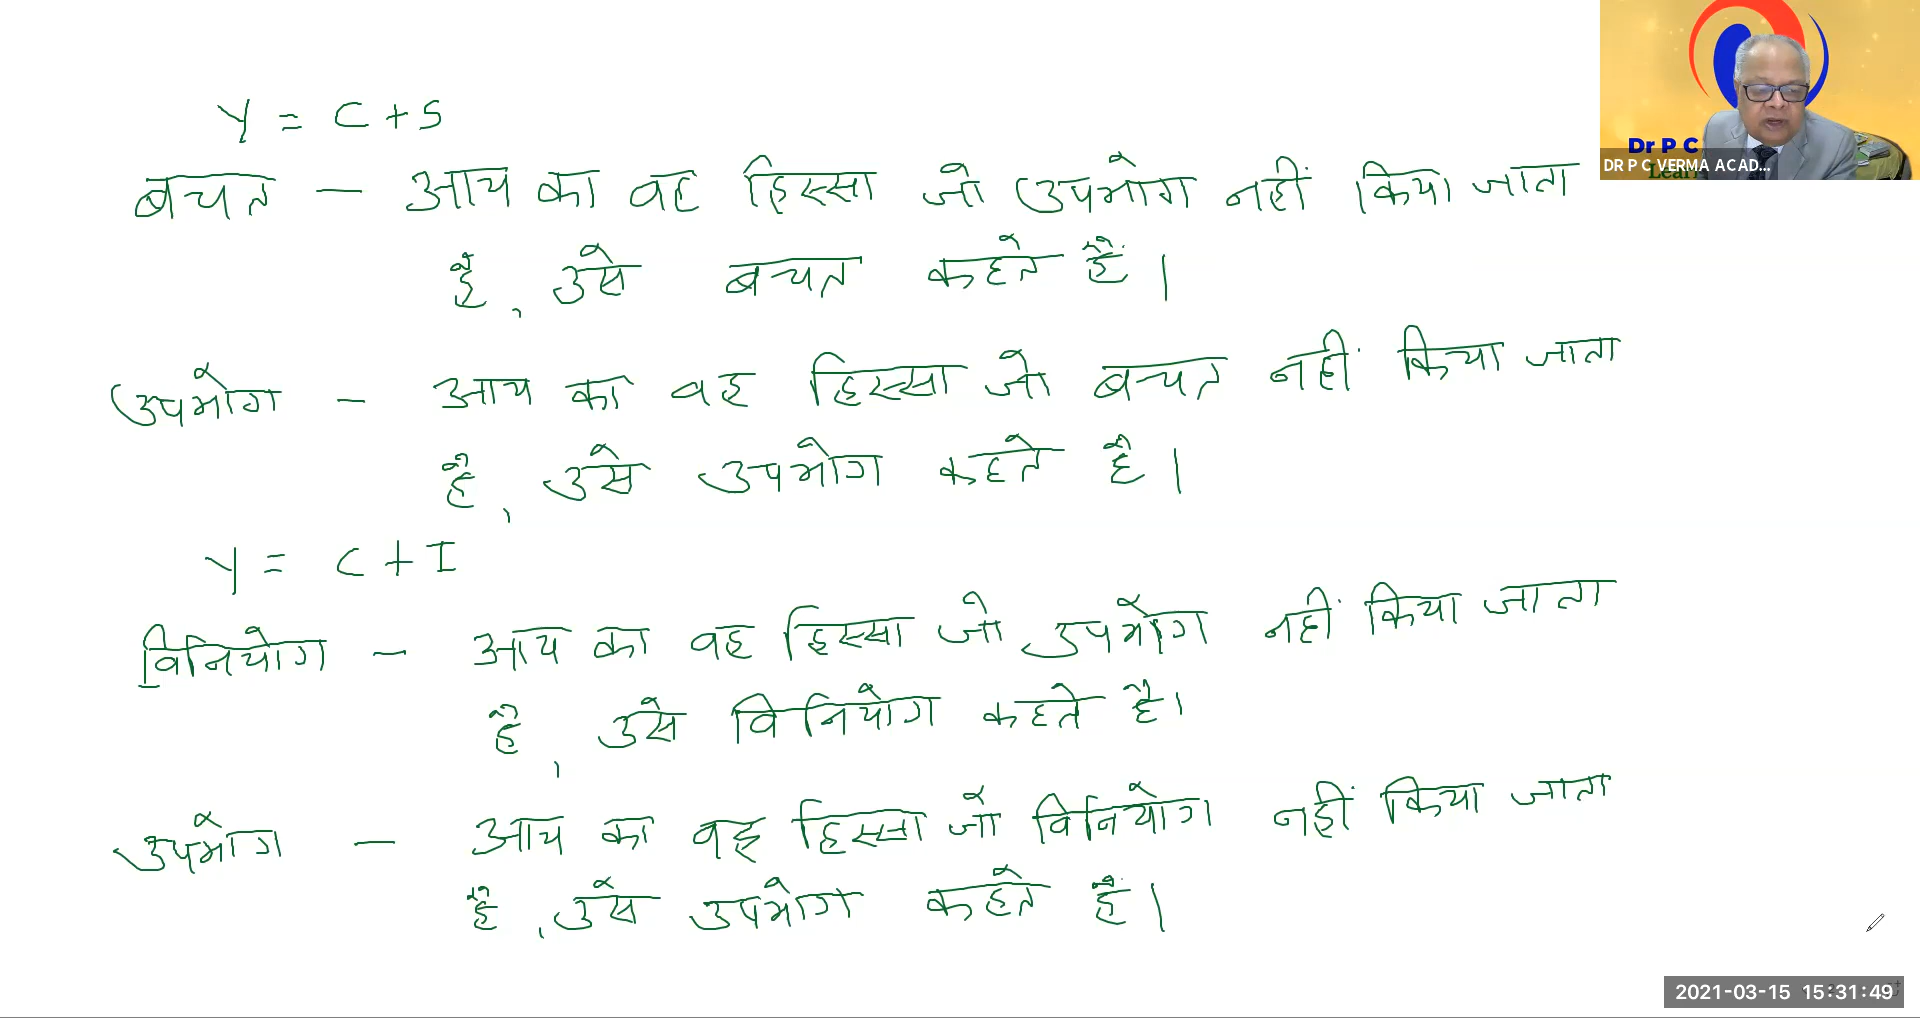 Y = C + S
बचत — आय का वह हिस्सा जो उपभोग नहीं किया जाता
है, उसे बचत कहते हैं।
उपभोग — आय का वह हिस्सा जो बचत नहीं किया जाता
है, उसे उपभोग कहते है।
Y = C + I
विनियोग — आय का वह हिस्सा जो उपभोग नहीं किया जाता
है, उसे विनियोग कहते है।
उपभोग — आय का वह हिस्सा जो विनियोग नहीं किया जाता
है, उसे उपभोग कहते हैं।
Dr P C
DR P C VERMA ACAD...
2021-03-15 15:31:49